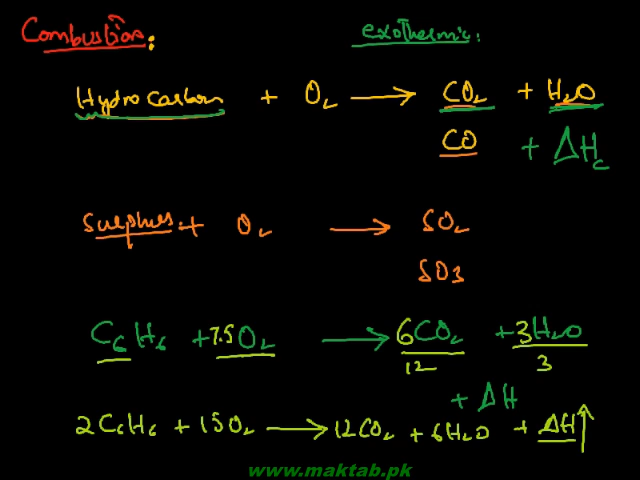 Combustion: exothermic:
Hydrocarbon + O₂ → CO₂ + H₂O
CO + ΔHc
Sulphur + O₂ → SO₂
SO3
C₆H₆ + 7.5O₂ → 6CO₂ + 3H₂O
12 3
+ ΔH
2C₆H₆ + 15O₂ → 12CO₂ + 6H₂O + ΔH↑
www.maktab.pk